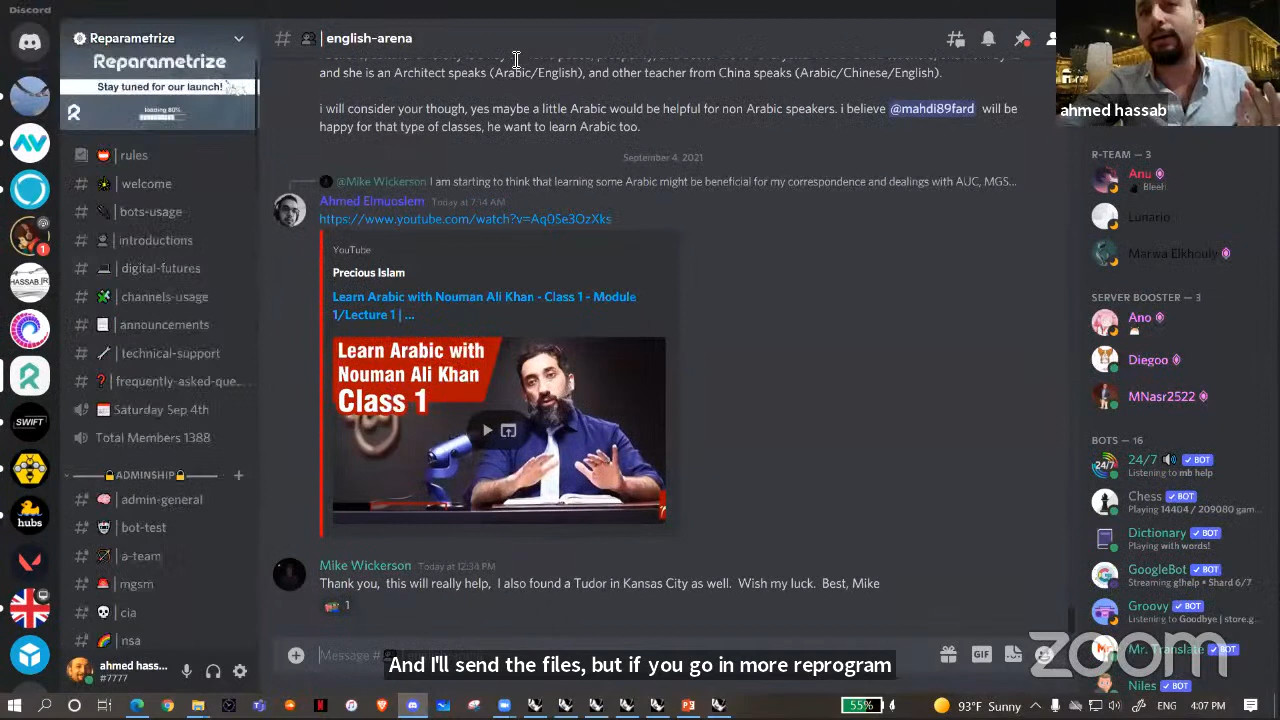 Discord
Reparametrize
Reparametrize
Stay tuned for our launch!
loading 80%
rules
welcome
bots-usage
introductions
digital-futures
channels-usage
announcements
technical-support
frequently-asked-que...
Saturday Sep 4th
Total Members 1388
ADMINSHIP
admin-general
bot-test
a-team
mgsm
cia
nsa
ahmed hass...
#7777
HASSAB.IR
SWIFT
hubs
1
english-arena
and she is an Architect speaks (Arabic/English), and other teacher from China speaks (Arabic/Chinese/English).
i will consider your though, yes maybe a little Arabic would be helpful for non Arabic speakers. i believe @mahdi89fard will be
happy for that type of classes, he want to learn Arabic too.
September 4, 2021
@Mike Wickerson I am starting to think that learning some Arabic might be beneficial for my correspondence and dealings with AUC, MGS...
Ahmed Elmuoslem Today at 7:14 AM
https://www.youtube.com/watch?v=Aq0Se3OzXks
YouTube
Precious Islam
Learn Arabic with Nouman Ali Khan - Class 1 - Module
1/Lecture 1 | ...
Learn Arabic with
Nouman Ali Khan
Class 1
Mike Wickerson Today at 12:34 PM
Thank you, this will really help, I also found a Tudor in Kansas City as well. Wish my luck. Best, Mike
1
Message #
GIF
And I'll send the files, but if you go in more reprogram
ahmed hassab
R-TEAM — 3
Anu
Bleeh
Lunario
Marwa Elkhouly
SERVER BOOSTER — 3
Ano
Diegoo
MNasr2522
BOTS — 16
24/7 BOT
Listening to mb help
Chess BOT
Playing 14404 / 209080 gam...
Dictionary BOT
Playing with words!
GoogleBot BOT
Streaming g!help • Shard 6/7
Groovy BOT
Listening to Goodbye | store.g...
Mr. Translate BOT
Niles BOT
zoom
55%
93°F Sunny
ENG
4:07 PM